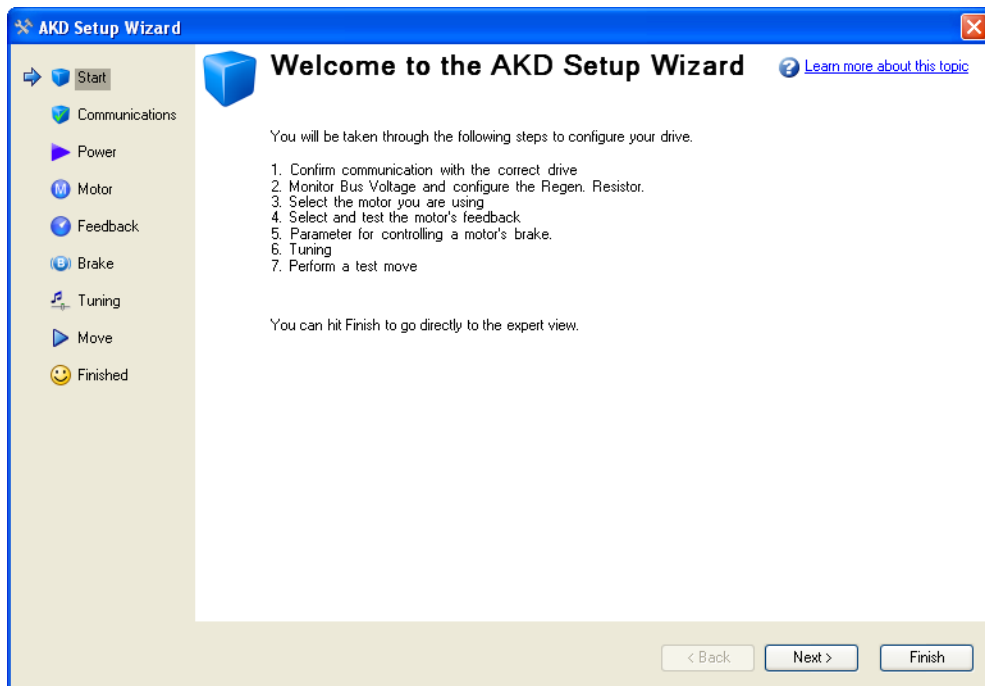 AKD Setup Wizard
Start
Communications
Power
M Motor
Feedback
B Brake
Tuning
Move
Finished
Welcome to the AKD Setup Wizard
? Learn more about this topic
You will be taken through the following steps to configure your drive.
1. Confirm communication with the correct drive
2. Monitor Bus Voltage and configure the Regen. Resistor.
3. Select the motor you are using
4. Select and test the motor's feedback
5. Parameter for controlling a motor's brake.
6. Tuning
7. Perform a test move
You can hit Finish to go directly to the expert view.
< Back
Next >
Finish